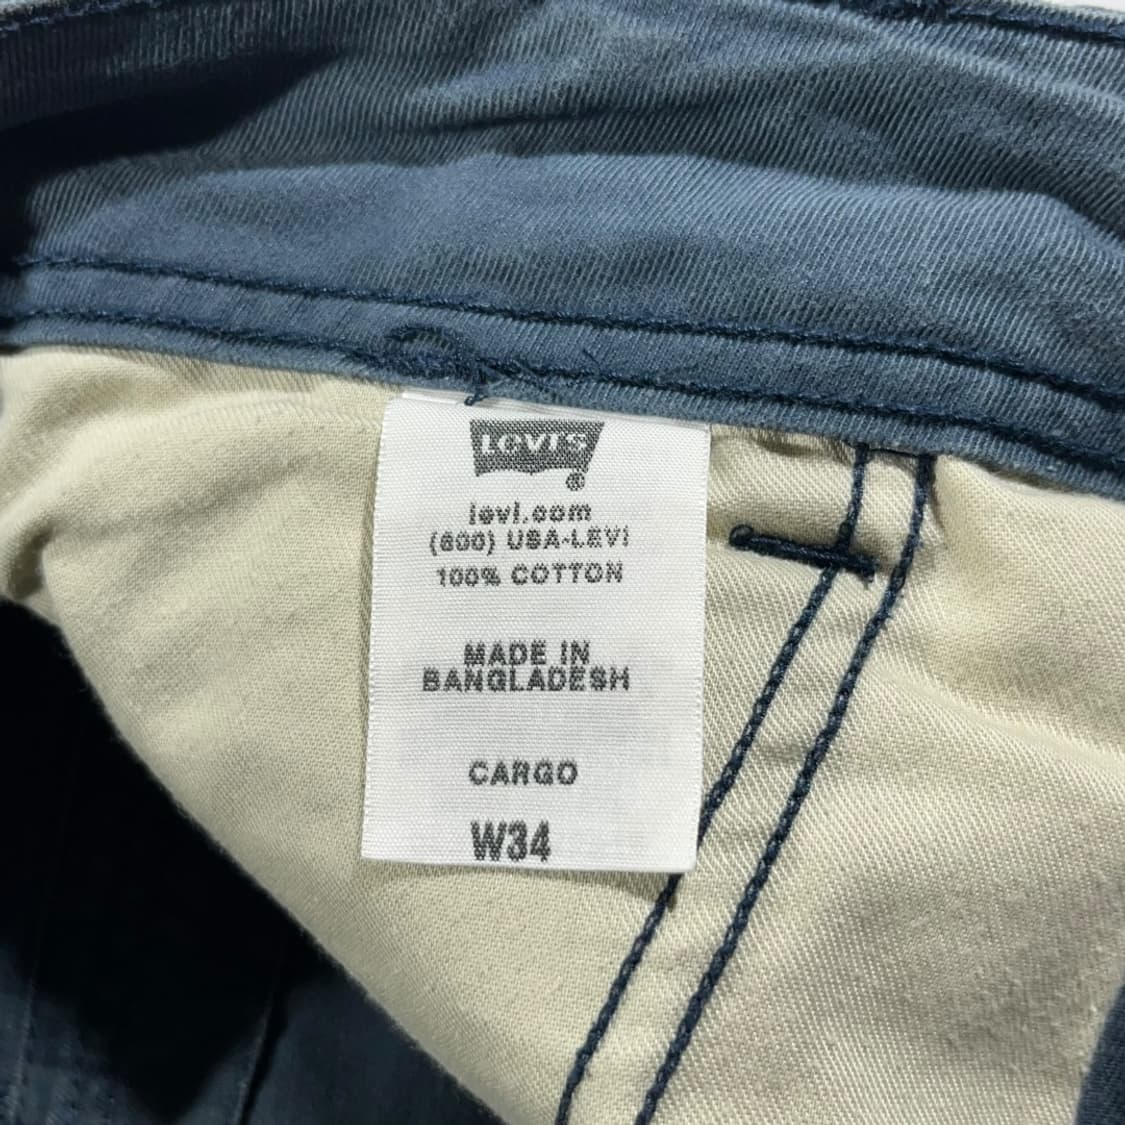 LEVI'S
®
levi.com
(800) USA-LEVI
100% COTTON
MADE IN
BANGLADESH
CARGO
W34